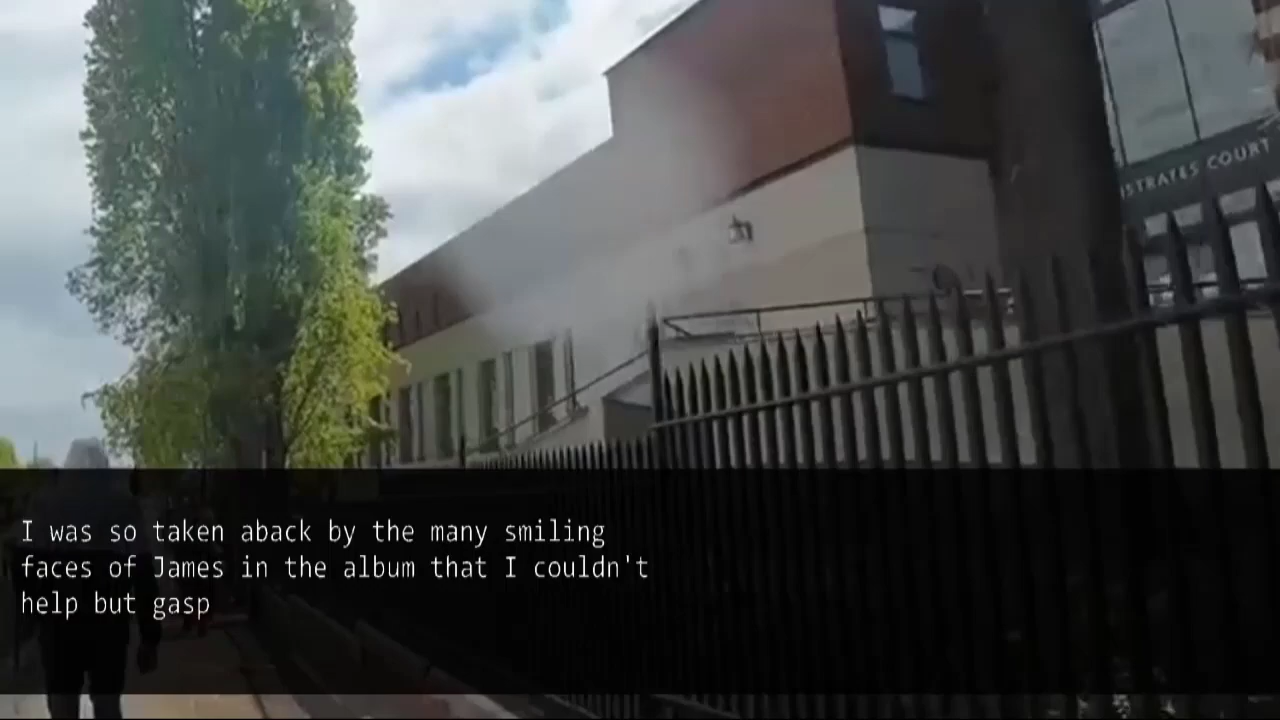 ISTRATES COURT
I was so taken aback by the many smiling
faces of James in the album that I couldn't
help but gasp